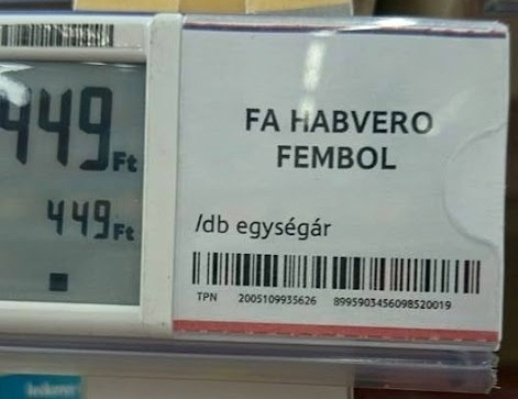 449 Ft
449 Ft
FA HABVERO
FEMBOL
/db egységár
TPN 2005109935626 8995903456098520019